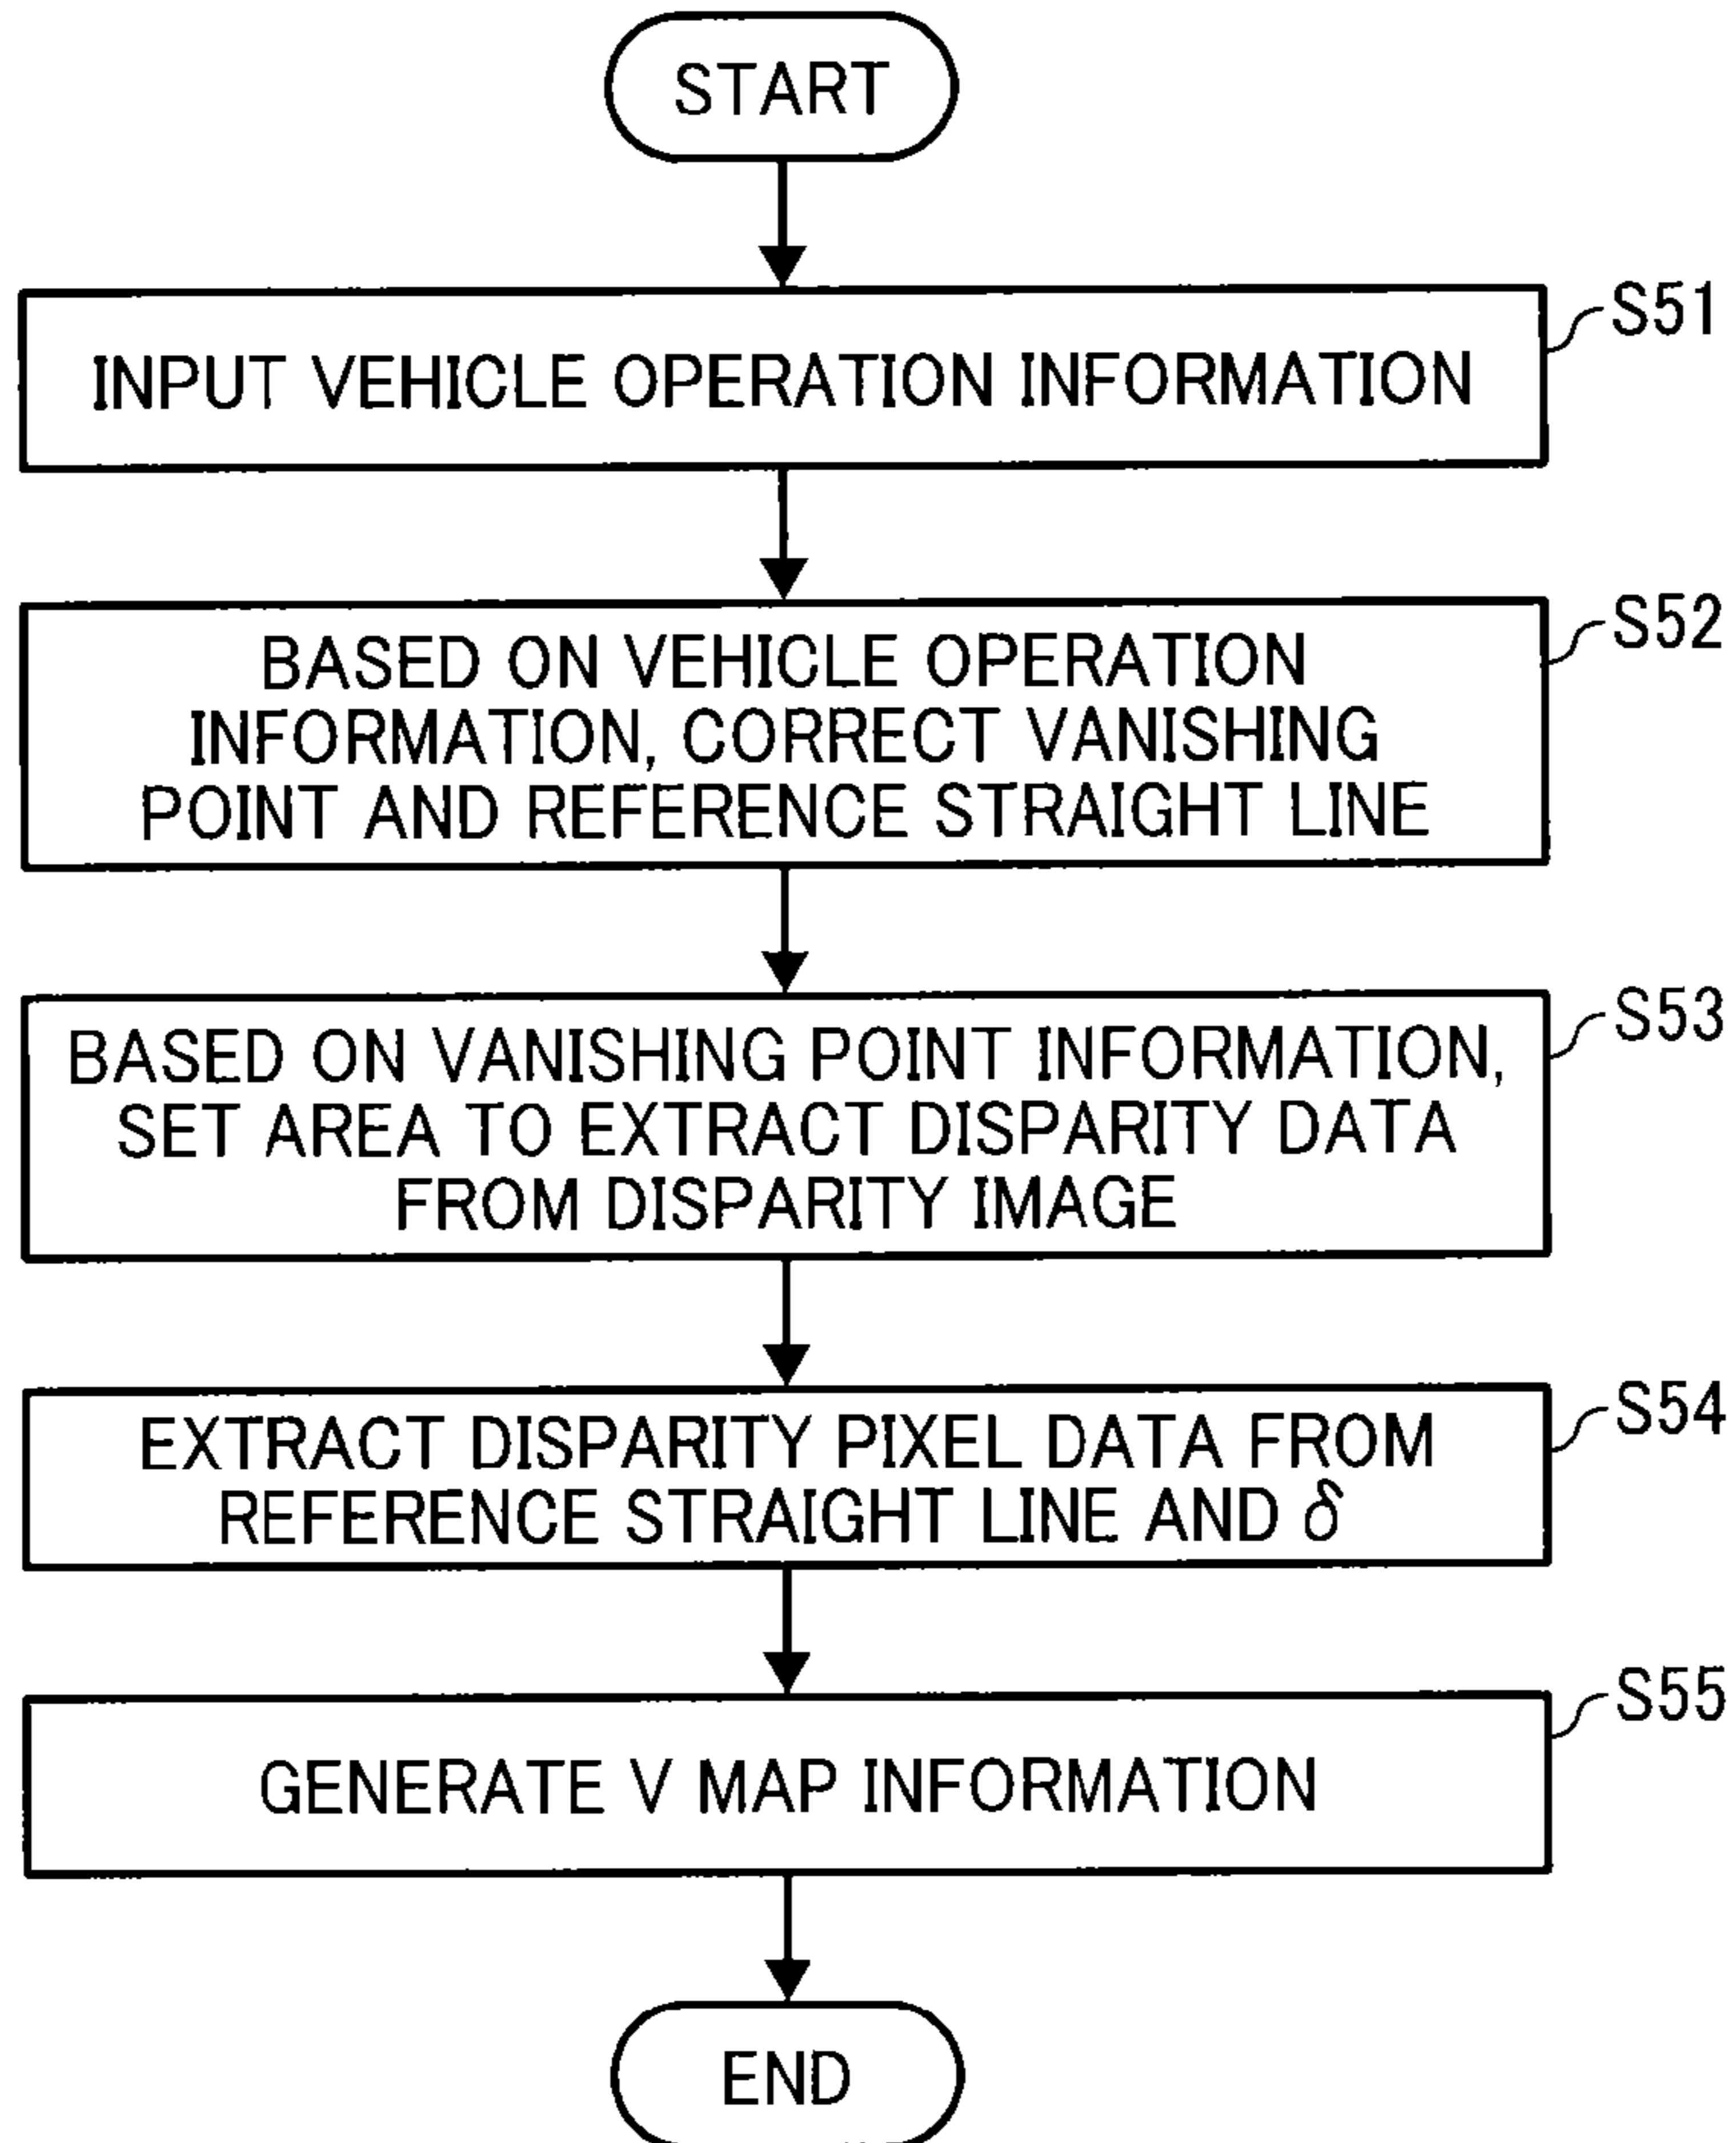 START
S51
INPUT VEHICLE OPERATION INFORMATION
S52
BASED ON VEHICLE OPERATION
INFORMATION, CORRECT VANISHING
POINT AND REFERENCE STRAIGHT LINE
S53
BASED ON VANISHING POINT INFORMATION,
SET AREA TO EXTRACT DISPARITY DATA
FROM DISPARITY IMAGE
S54
EXTRACT DISPARITY PIXEL DATA FROM
REFERENCE STRAIGHT LINE AND δ
S55
GENERATE V MAP INFORMATION
END